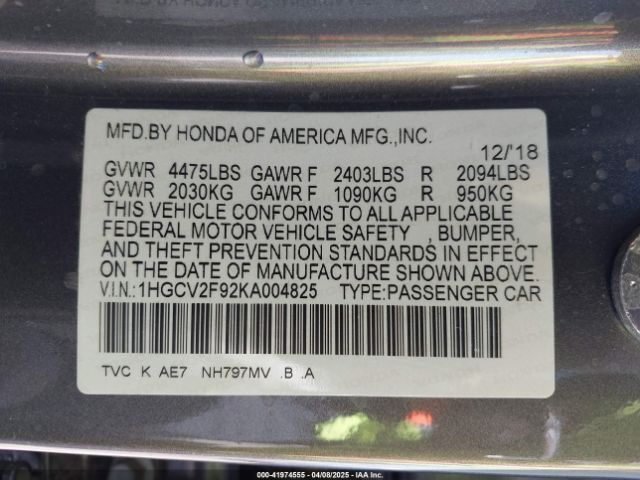 MFD.BY HONDA OF AMERICA MFG.,INC.
12/'18
GVWR 4475LBS GAWR F 2403LBS R 2094LBS
GVWR 2030KG GAWR F 1090KG R 950KG
THIS VEHICLE CONFORMS TO ALL APPLICABLE
FEDERAL MOTOR VEHICLE SAFETY , BUMPER,
AND THEFT PREVENTION STANDARDS IN EFFECT
ON THE DATE OF MANUFACTURE SHOWN ABOVE.
V.I.N.:1HGCV2F92KA004825 TYPE:PASSENGER CAR
TVC K AE7 NH797MV .B .A
000-41974555 | 04/08/2025 - IAA Inc.